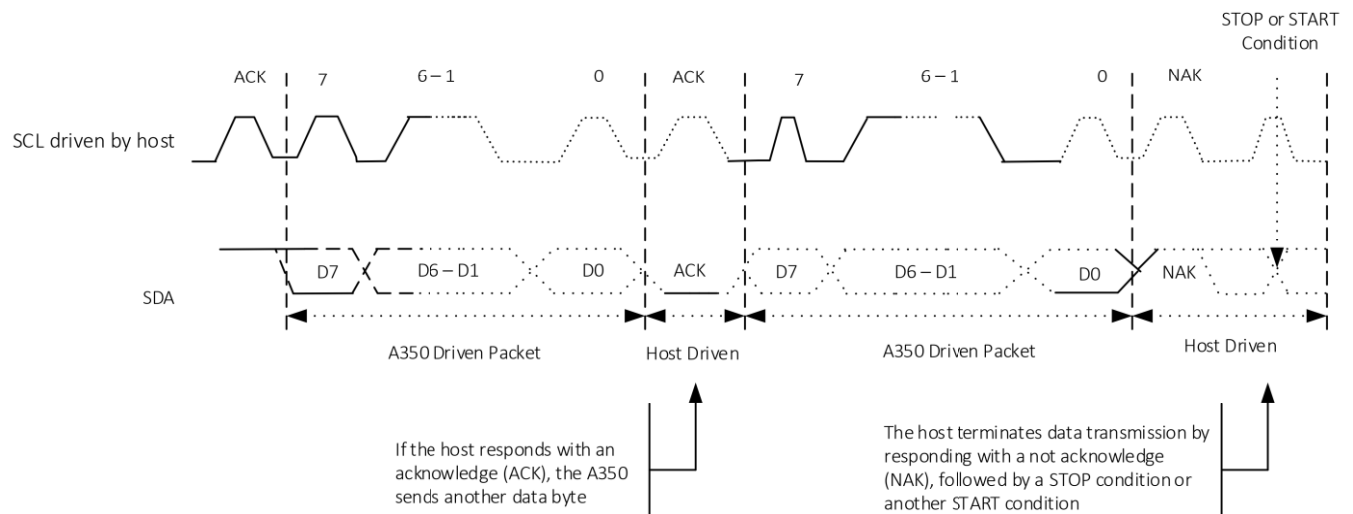 STOP or START
Condition
ACK 7 6 – 1 0 ACK 7 6 – 1 0 NAK
SCL driven by host
SDA
D7 D6 – D1 D0 ACK D7 D6 – D1 D0 NAK
A350 Driven Packet Host Driven A350 Driven Packet Host Driven
If the host responds with an
acknowledge (ACK), the A350
sends another data byte
The host terminates data transmission by
responding with a not acknowledge
(NAK), followed by a STOP condition or
another START condition